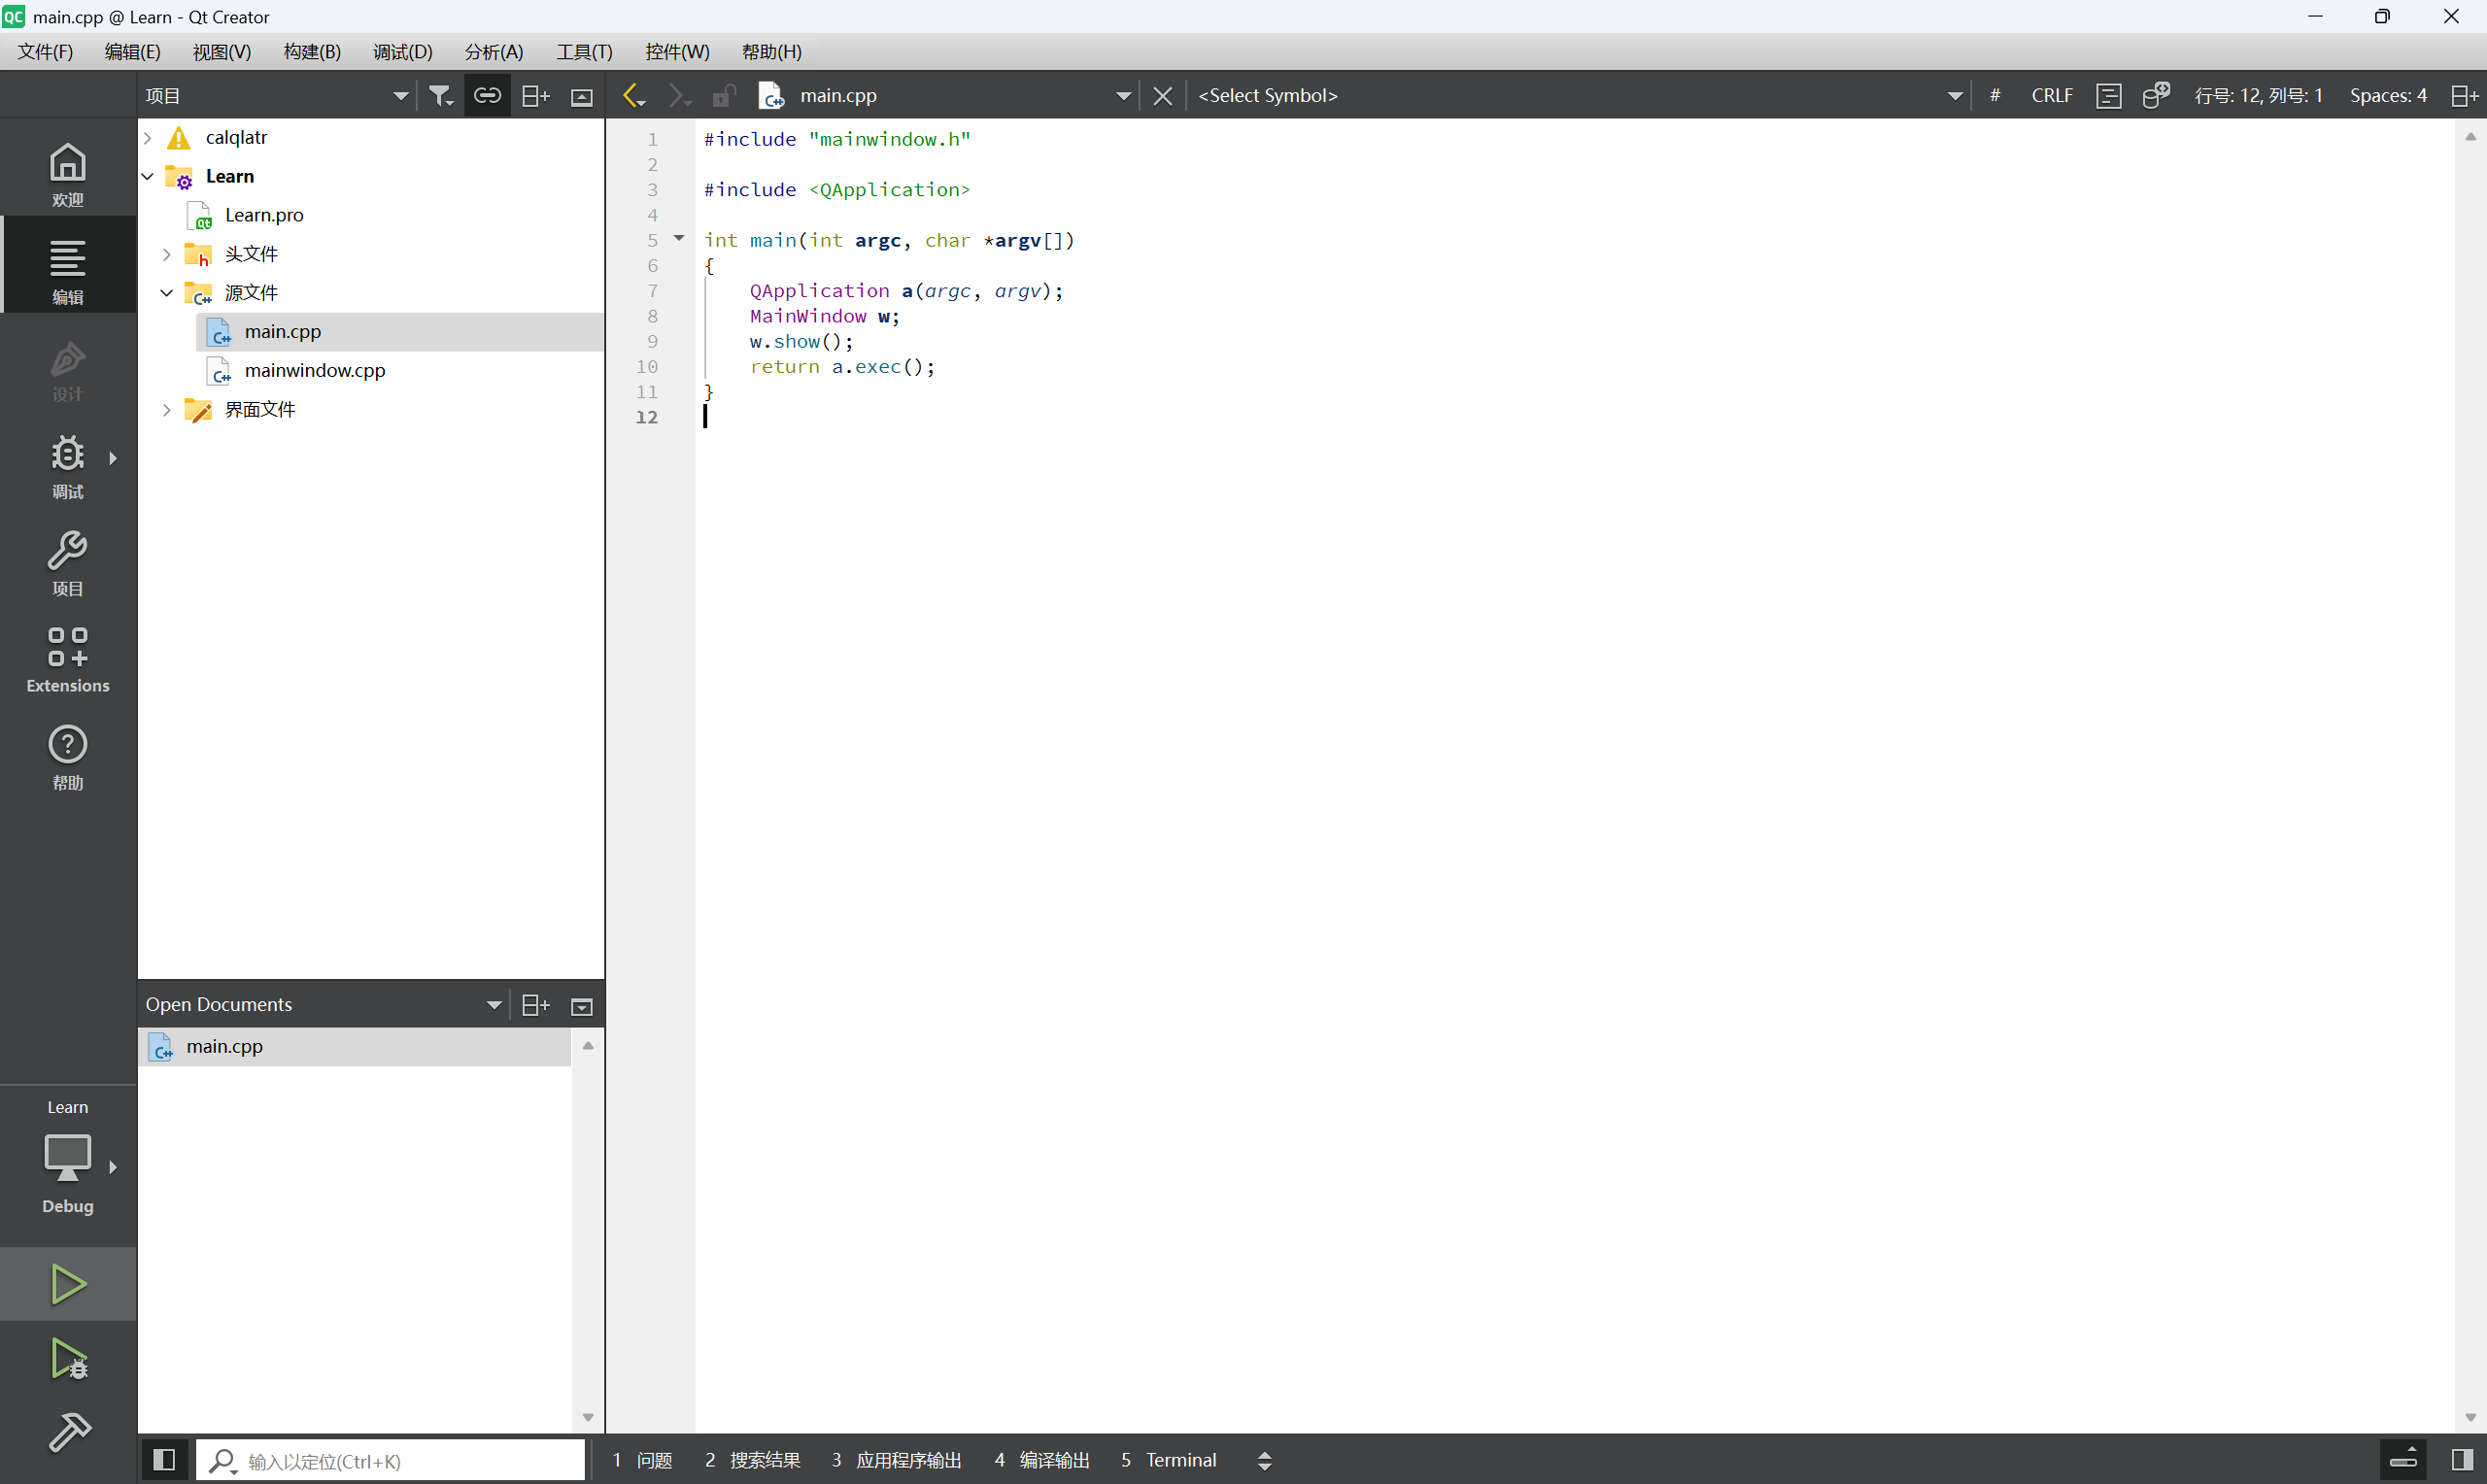 main.cpp @ Learn - Qt Creator
文件(F) 编辑(E) 视图(V) 构建(B) 调试(D) 分析(A) 工具(T) 控件(W) 帮助(H)
项目
main.cpp
<Select Symbol>
# CRLF 行号: 12, 列号: 1 Spaces: 4
欢迎
编辑
设计
调试
项目
Extensions
帮助
Learn
Debug
calqlatr
Learn
Learn.pro
头文件
源文件
main.cpp
mainwindow.cpp
界面文件
Open Documents
main.cpp
1 #include "mainwindow.h"
2
3 #include <QApplication>
4
5 int main(int argc, char *argv[])
6 {
7     QApplication a(argc, argv);
8     MainWindow w;
9     w.show();
10     return a.exec();
11 }
12
输入以定位(Ctrl+K)
1 问题 2 搜索结果 3 应用程序输出 4 编译输出 5 Terminal